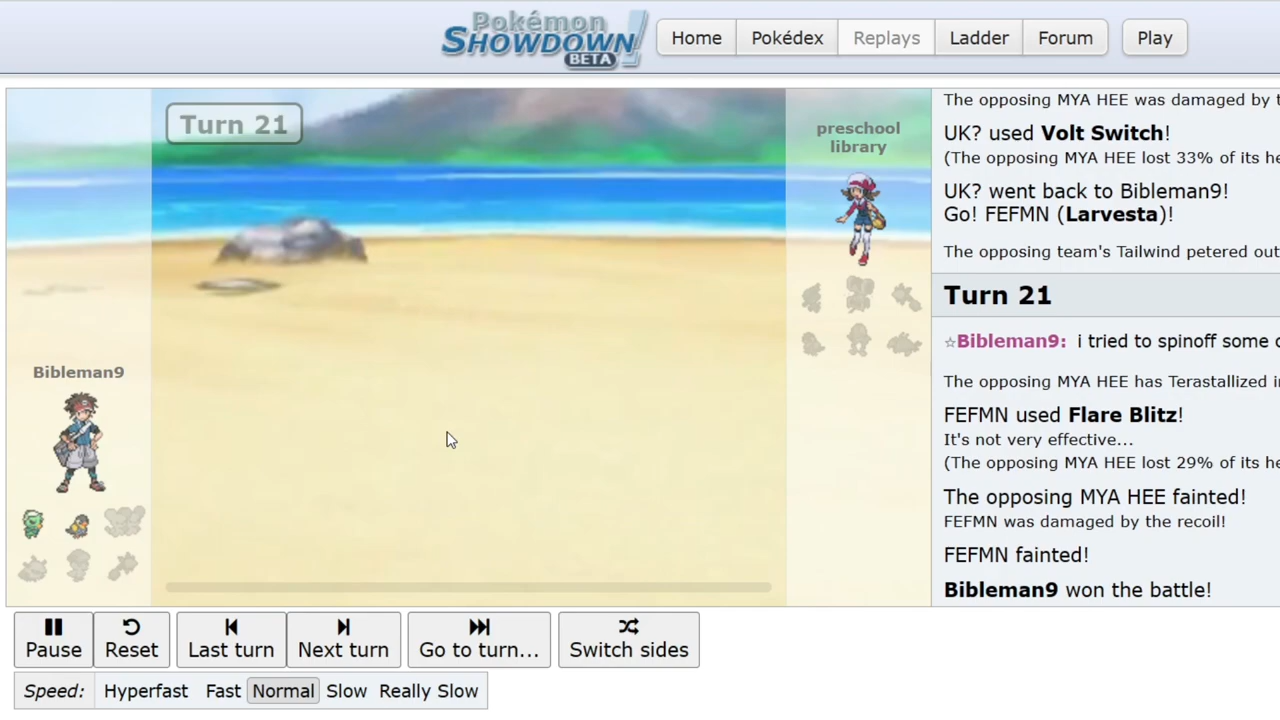 Pokémon
SHOWDOWN!
BETA
Home
Pokédex
Replays
Ladder
Forum
Play
Turn 21
preschool
library
Bibleman9
The opposing MYA HEE was damaged by t
UK? used Volt Switch!
(The opposing MYA HEE lost 33% of its he
UK? went back to Bibleman9!
Go! FEFMN (Larvesta)!
The opposing team's Tailwind petered out
Turn 21
☆Bibleman9: i tried to spinoff some o
The opposing MYA HEE has Terastallized in
FEFMN used Flare Blitz!
It's not very effective...
(The opposing MYA HEE lost 29% of its he
The opposing MYA HEE fainted!
FEFMN was damaged by the recoil!
FEFMN fainted!
Bibleman9 won the battle!
Pause
Reset
Last turn
Next turn
Go to turn...
Switch sides
Speed:
Hyperfast
Fast
Normal
Slow
Really Slow